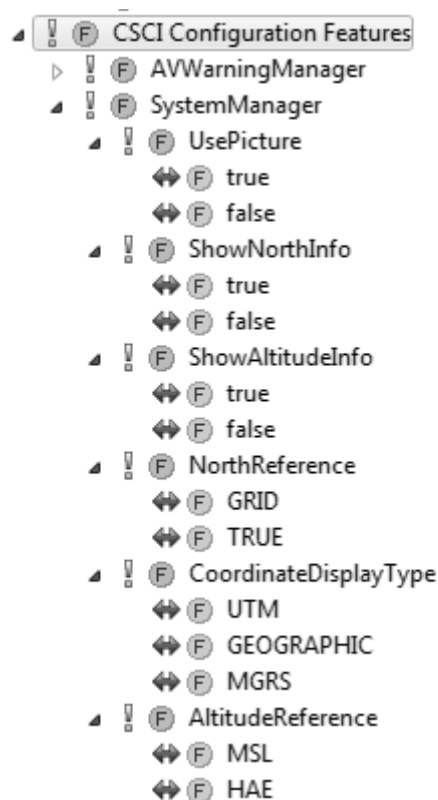 F CSCI Configuration Features
F AVWarningManager
F SystemManager
F UsePicture
F true
F false
F ShowNorthInfo
F true
F false
F ShowAltitudeInfo
F true
F false
F NorthReference
F GRID
F TRUE
F CoordinateDisplayType
F UTM
F GEOGRAPHIC
F MGRS
F AltitudeReference
F MSL
F HAE